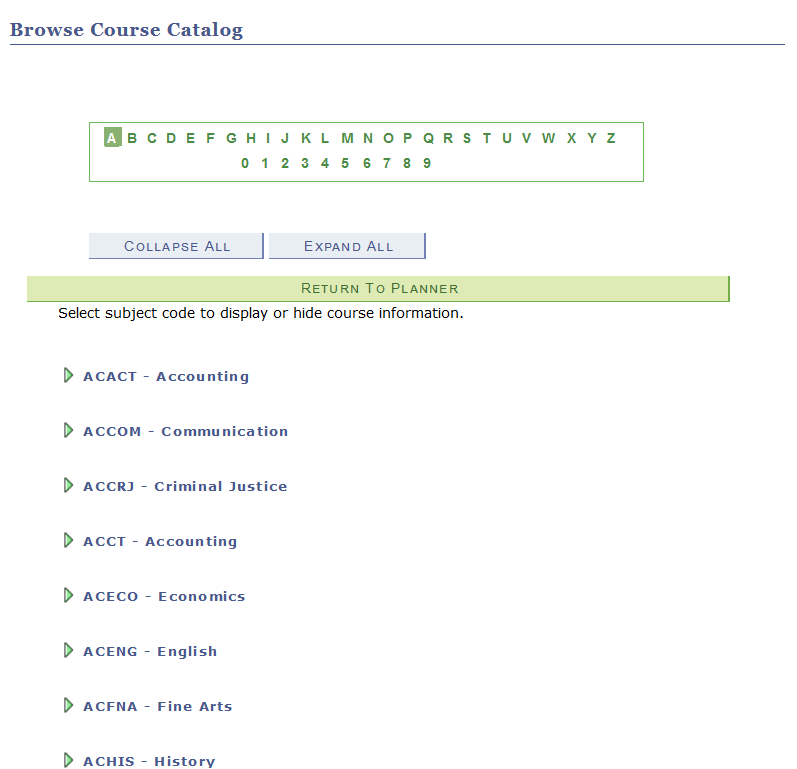 Browse Course Catalog
A B C D E F G H I J K L M N O P Q R S T U V W X Y Z
0 1 2 3 4 5 6 7 8 9
COLLAPSE ALL EXPAND ALL
RETURN TO PLANNER
Select subject code to display or hide course information.
ACACT - Accounting
ACCOM - Communication
ACCRJ - Criminal Justice
ACCT - Accounting
ACECO - Economics
ACENG - English
ACFNA - Fine Arts
ACHIS - History